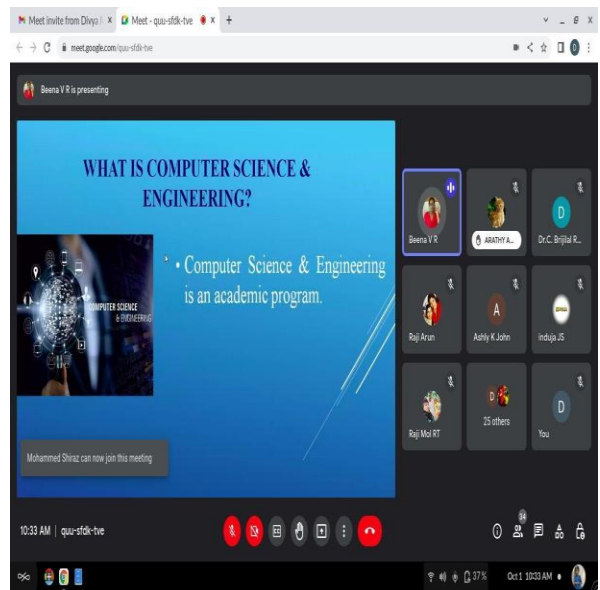 Meet invite from Divya
Meet - quu-sfdk-tve
meet.google.com/quu-sfdk-tve
Beena V R is presenting
WHAT IS COMPUTER SCIENCE &
ENGINEERING?
• Computer Science & Engineering
is an academic program.
COMPUTER SCIENCE
& ENGINEERING
Mohammed Shiraz can now join this meeting
Beena V R
ARATHY A...
D
Dr.C. Brijilal R...
Raji Arun
A
Ashly K John
induja JS
Raji Mol RT
D
25 others
D
You
10:33 AM | quu-sfdk-tve
34
37%
Oct 1 10:33 AM